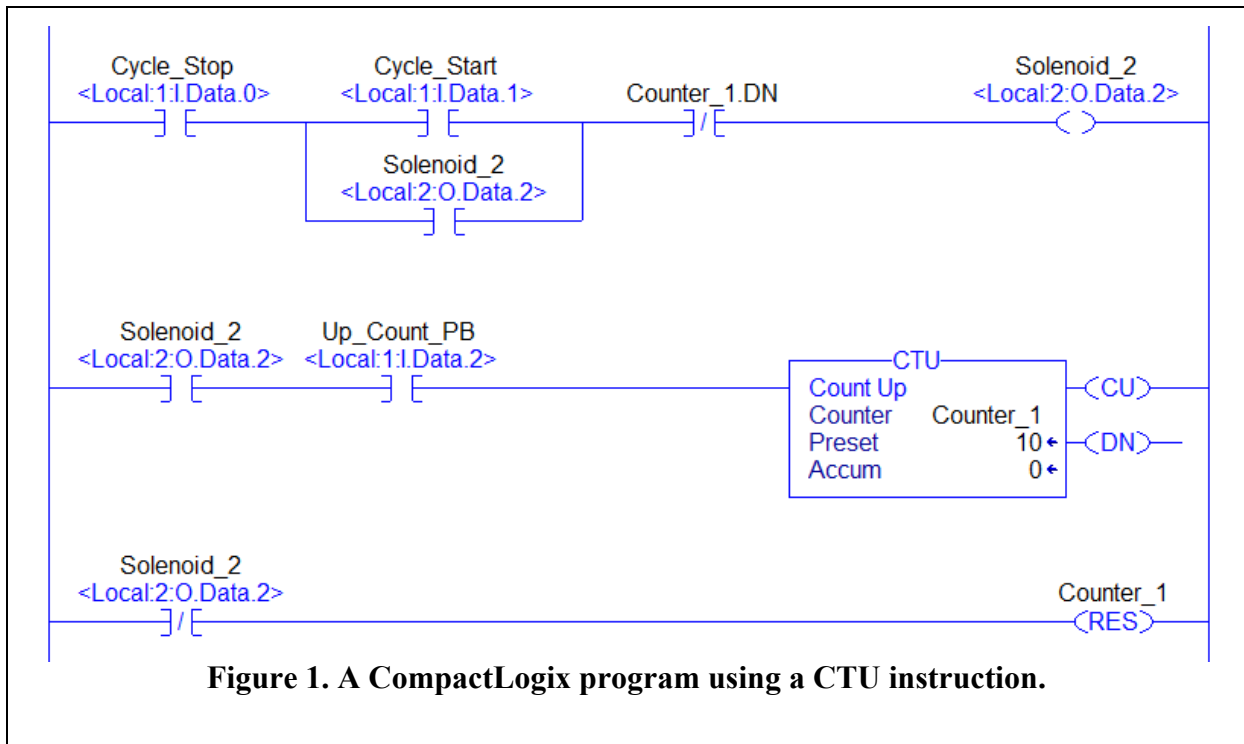 Cycle_Stop Cycle_Start Solenoid_2
<Local:1:I.Data.0> <Local:1:I.Data.1> Counter_1.DN <Local:2:O.Data.2>
Solenoid_2
<Local:2:O.Data.2>
Solenoid_2 Up_Count_PB
<Local:2:O.Data.2> <Local:1:I.Data.2>
CTU
Count Up CU
Counter Counter_1
Preset 10 DN
Accum 0
Solenoid_2
<Local:2:O.Data.2> Counter_1
RES
Figure 1. A CompactLogix program using a CTU instruction.